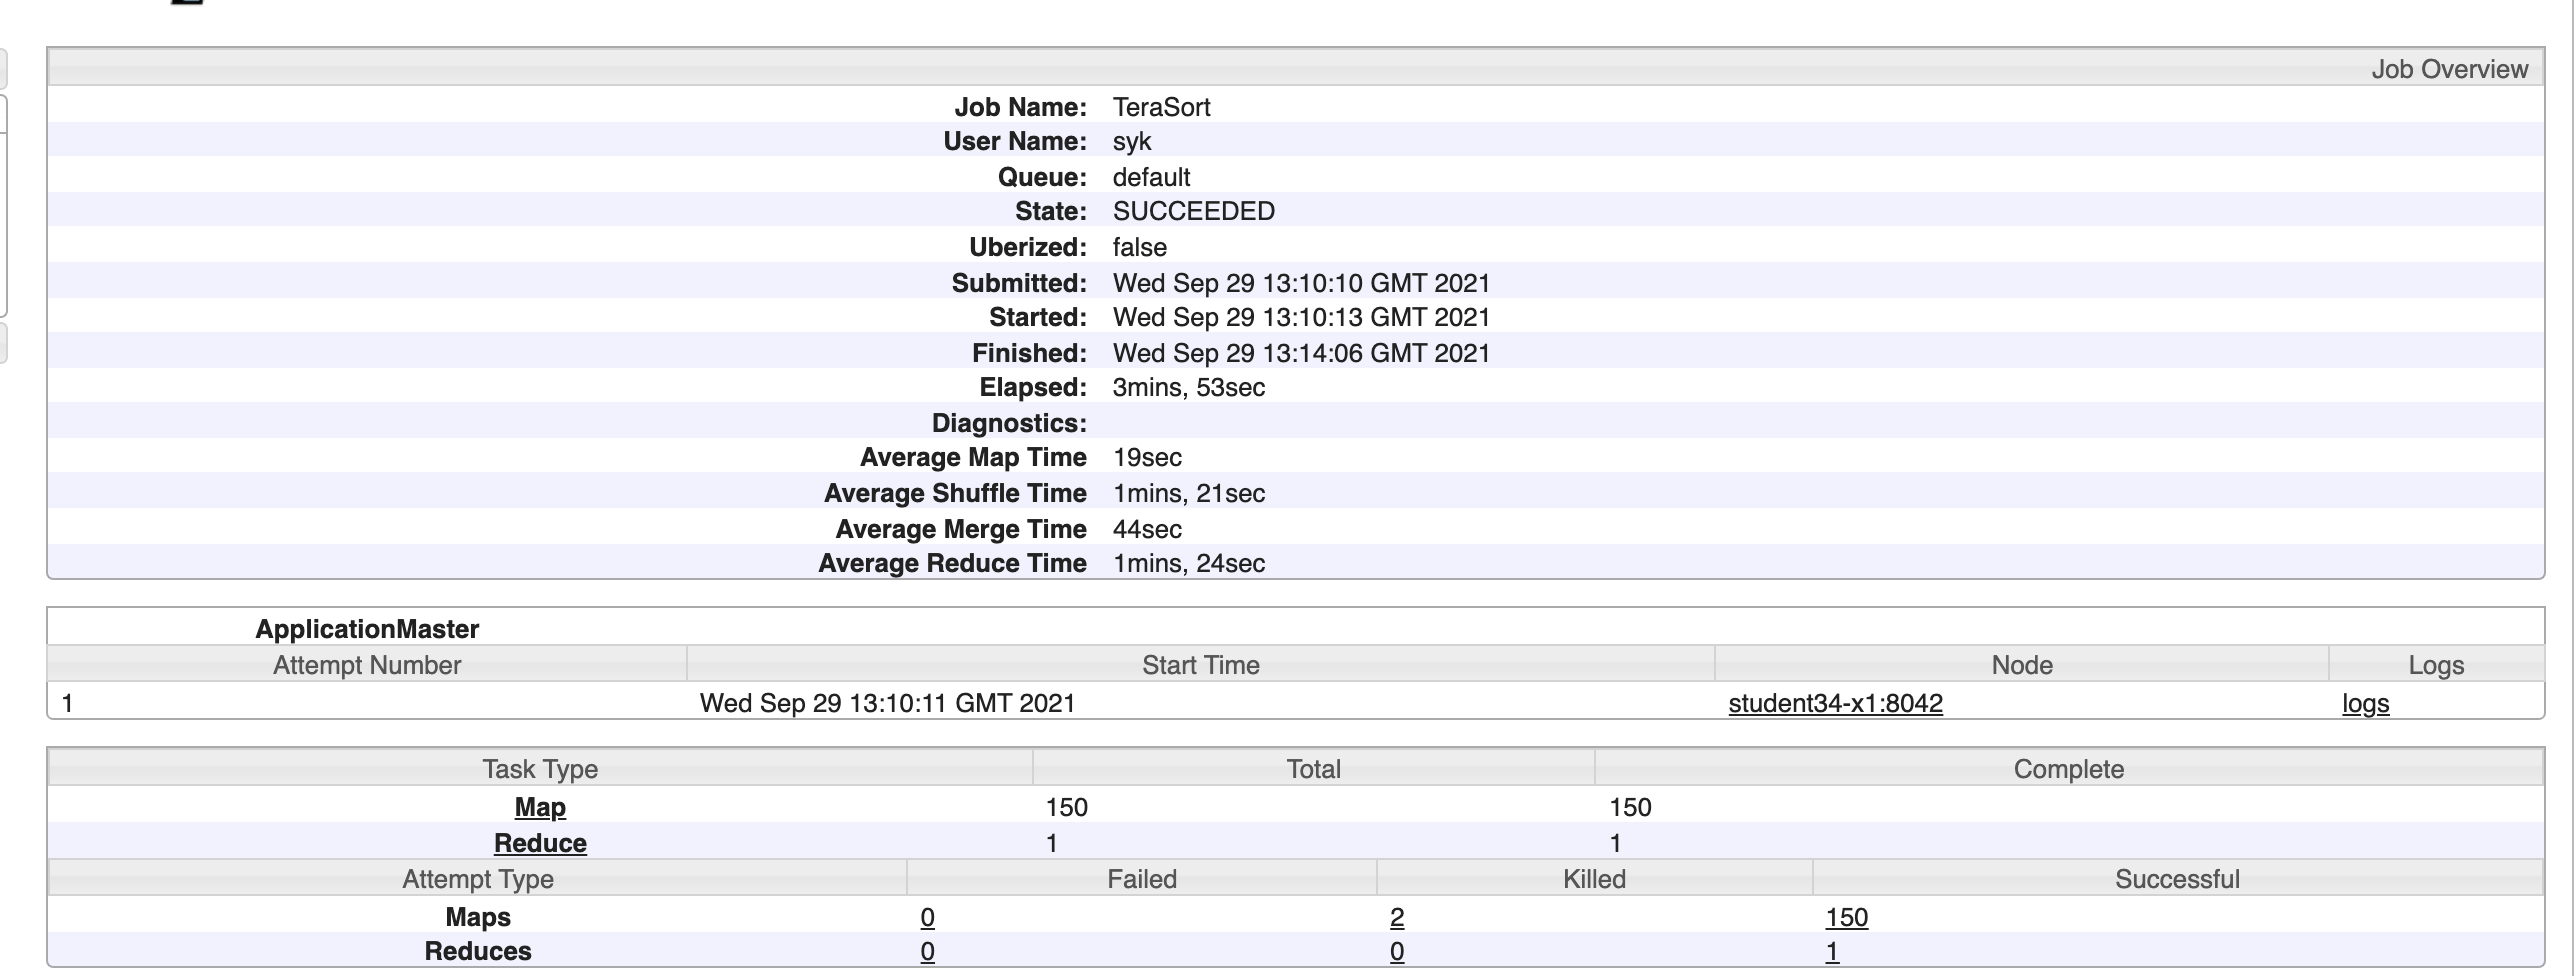 Job Overview
Job Name: TeraSort
User Name: syk
Queue: default
State: SUCCEEDED
Uberized: false
Submitted: Wed Sep 29 13:10:10 GMT 2021
Started: Wed Sep 29 13:10:13 GMT 2021
Finished: Wed Sep 29 13:14:06 GMT 2021
Elapsed: 3mins, 53sec
Diagnostics:
Average Map Time 19sec
Average Shuffle Time 1mins, 21sec
Average Merge Time 44sec
Average Reduce Time 1mins, 24sec
ApplicationMaster
Attempt Number Start Time Node Logs
1 Wed Sep 29 13:10:11 GMT 2021 student34-x1:8042 logs
Task Type Total Complete
Map 150 150
Reduce 1 1
Attempt Type Failed Killed Successful
Maps 0 2 150
Reduces 0 0 1